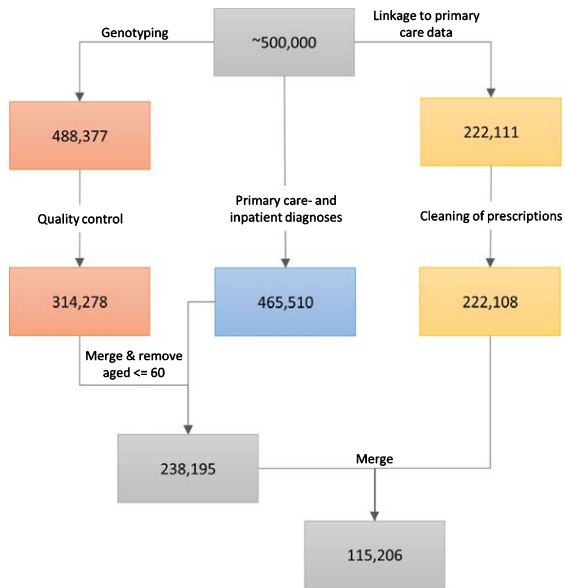 Genotyping
~500,000
Linkage to primary
care data
488,377
222,111
Quality control
Primary care- and
inpatient diagnoses
Cleaning of prescriptions
314,278
465,510
222,108
Merge & remove
aged <= 60
238,195
Merge
115,206